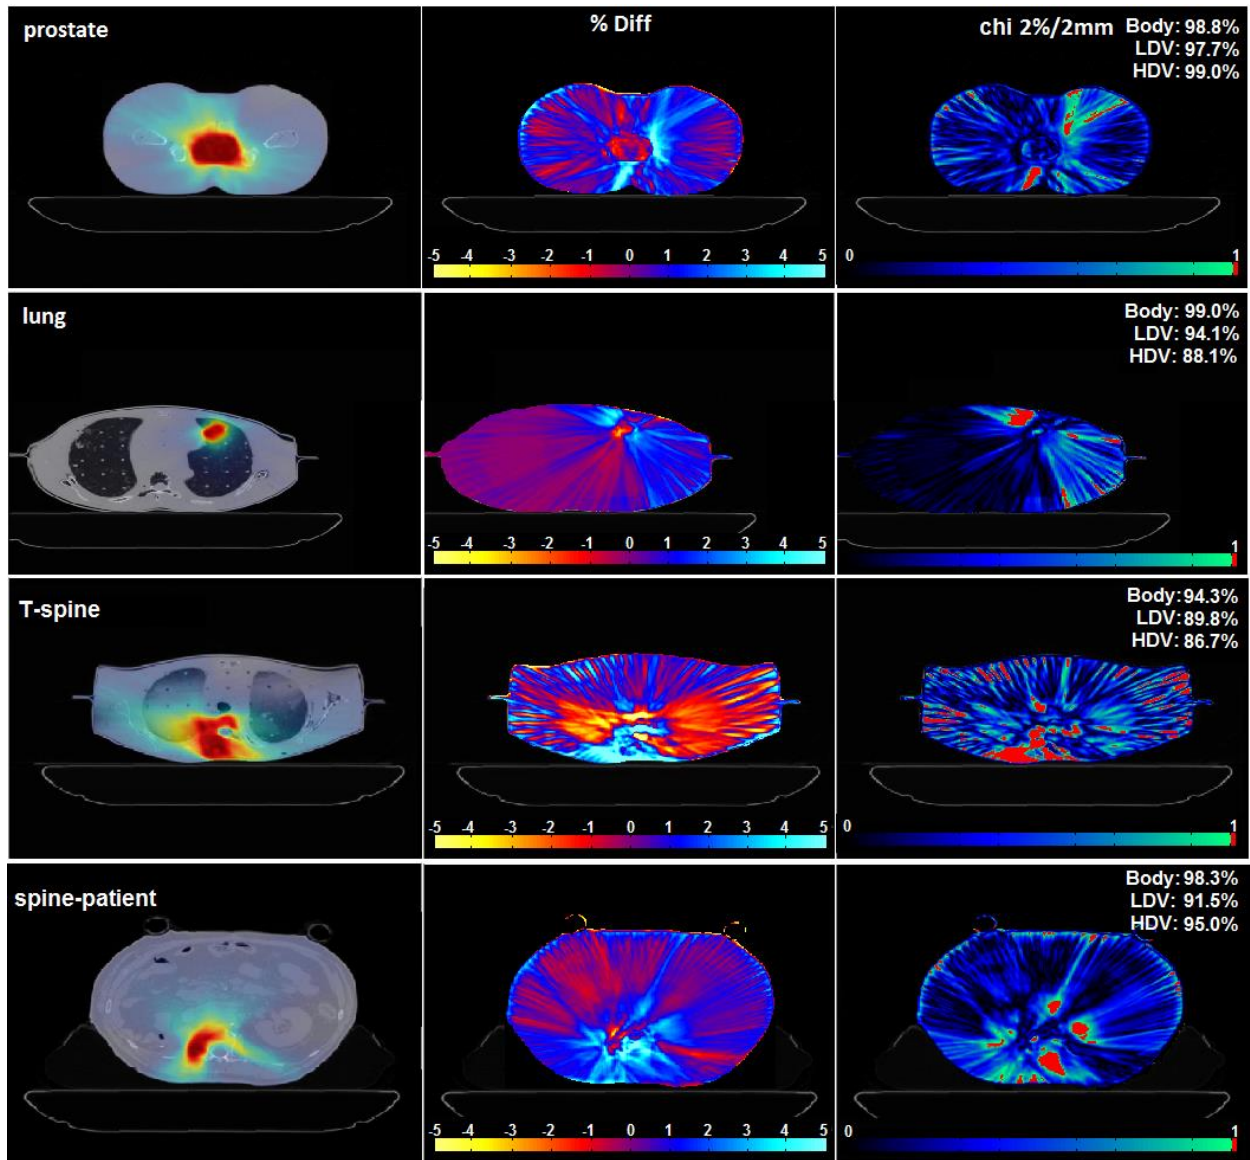 prostate
% Diff
chi 2%/2mm
Body: 98.8%
LDV: 97.7%
HDV: 99.0%
-5 -4 -3 -2 -1 0 1 2 3 4 5
0 1
lung
Body: 99.0%
LDV: 94.1%
HDV: 88.1%
-5 -4 -3 -2 -1 0 1 2 3 4 5
1
T-spine
Body: 94.3%
LDV: 89.8%
HDV: 86.7%
-5 -4 -3 -2 -1 0 1 2 3 4 5
0 1
spine-patient
Body: 98.3%
LDV: 91.5%
HDV: 95.0%
-5 -4 -3 -2 -1 0 1 2 3 4 5
0 1